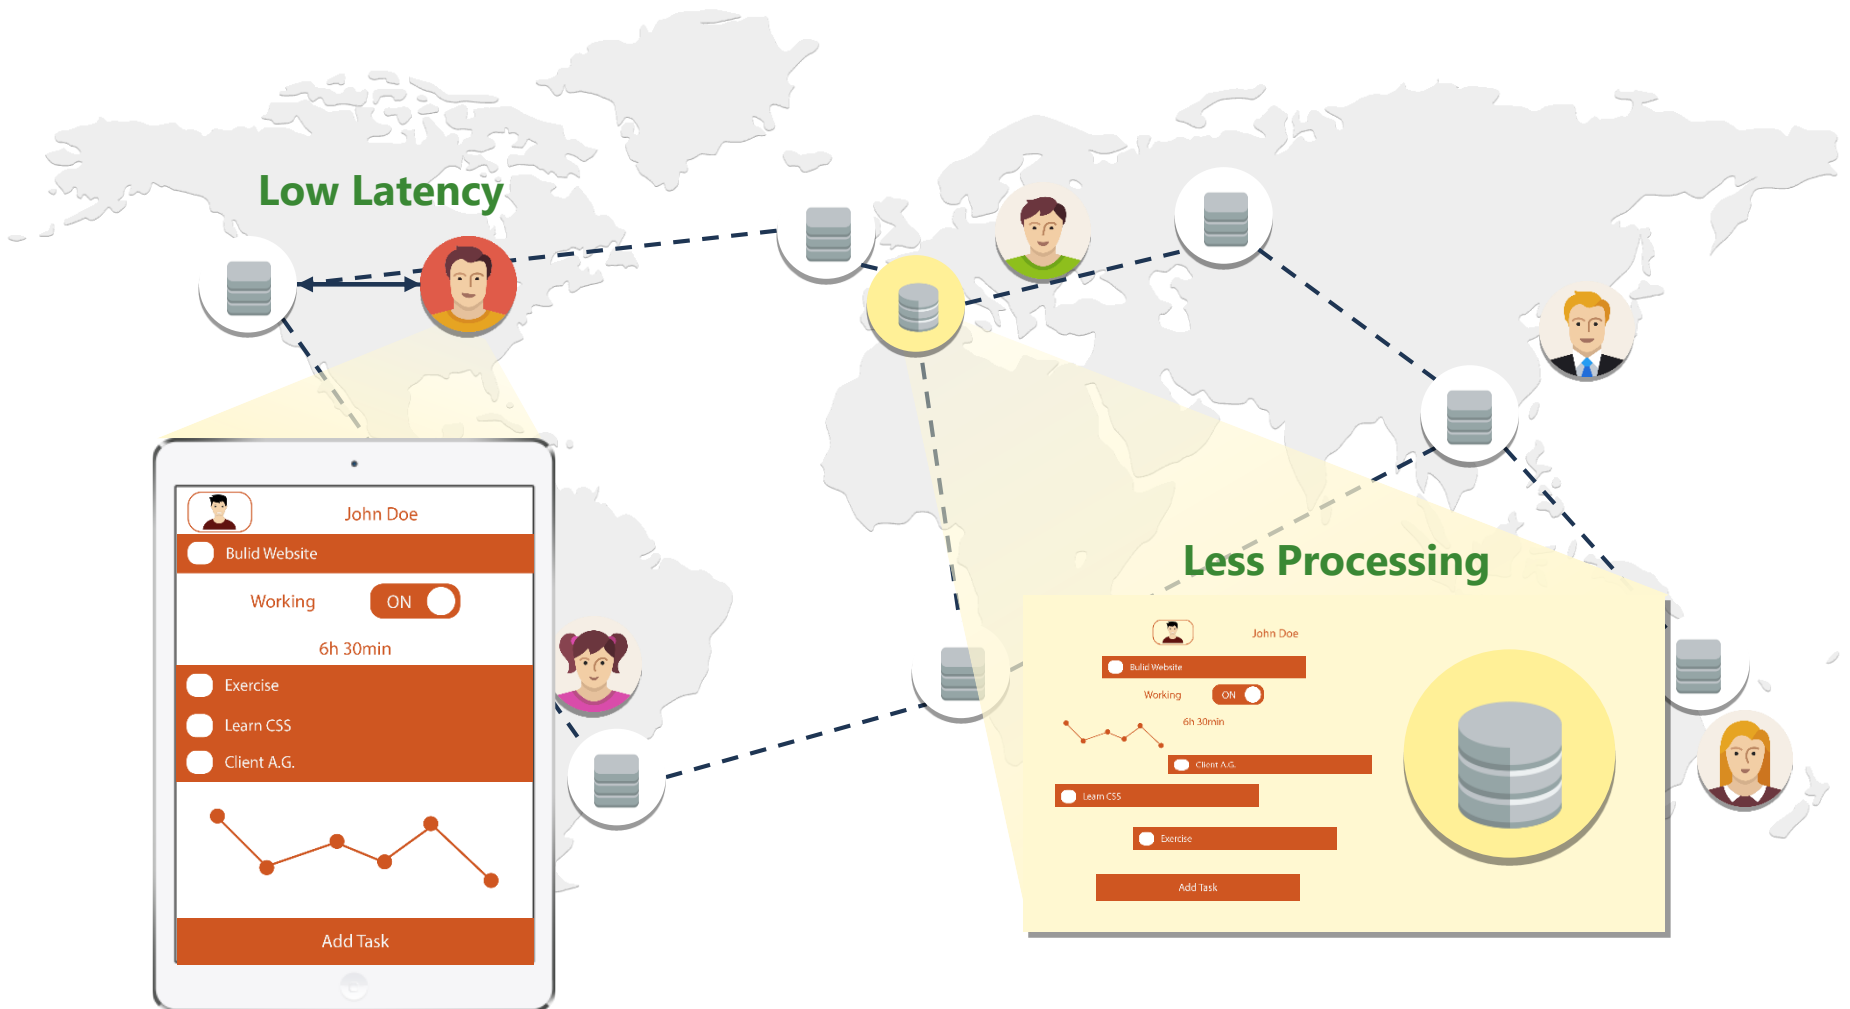 Low Latency
John Doe
Bulid Website
Working
ON
6h 30min
Exercise
Learn CSS
Client A.G.
Add Task
Less Processing
John Doe
Bulid Website
Working
ON
6h 30min
Client A.G.
Learn CSS
Exercise
Add Task